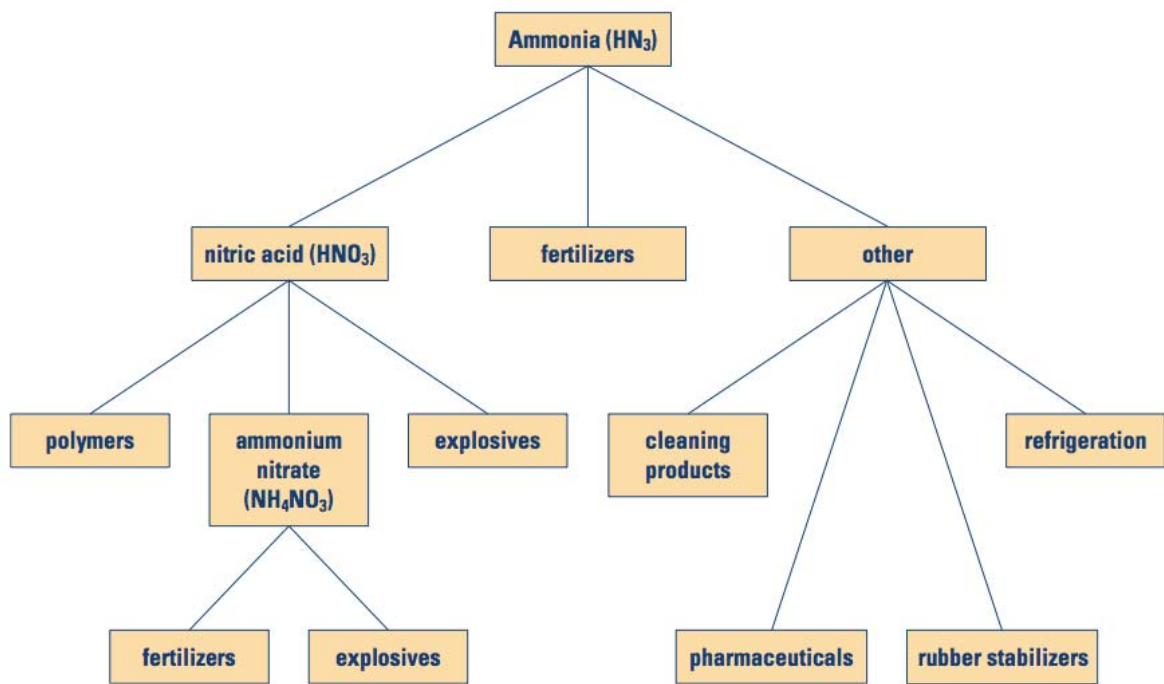 Ammonia (HN₃)
nitric acid (HNO₃)
fertilizers
other
polymers
ammonium
nitrate
(NH₄NO₃)
explosives
cleaning
products
refrigeration
fertilizers
explosives
pharmaceuticals
rubber stabilizers